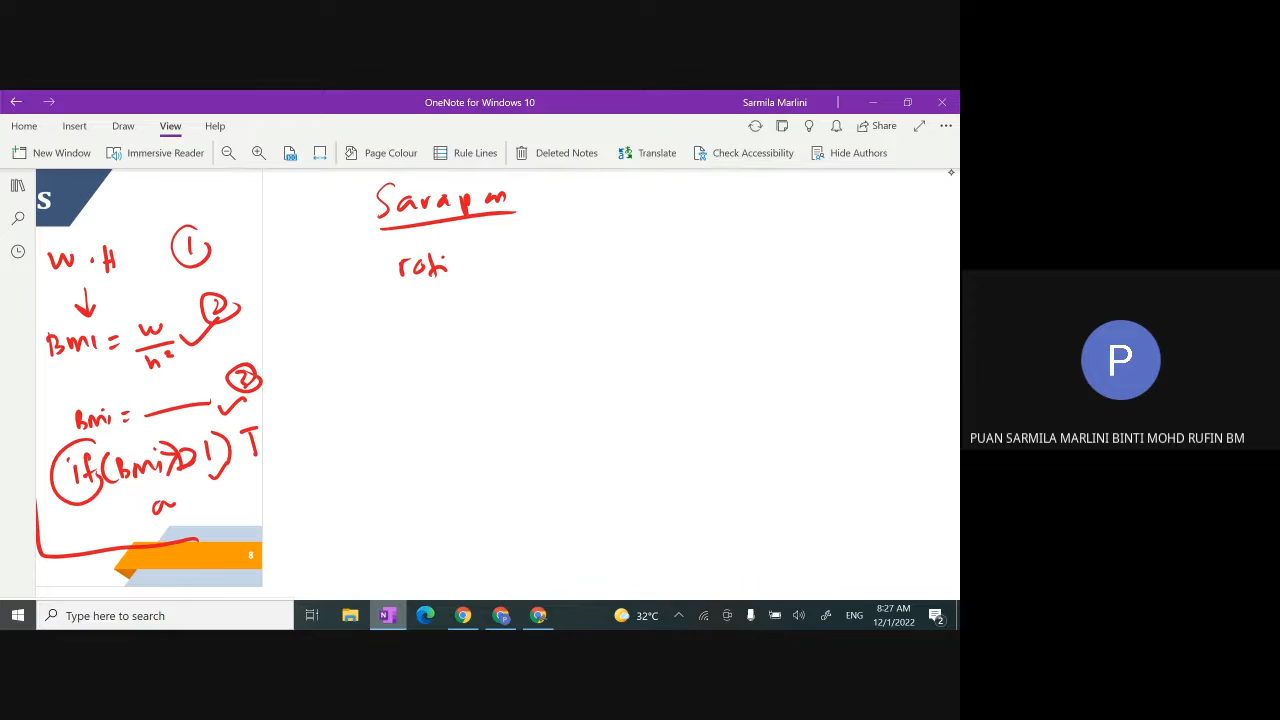 OneNote for Windows 10
Sarmila Marlini
Home Insert Draw View Help
Share
New Window Immersive Reader Page Colour Rule Lines Deleted Notes Translate Check Accessibility Hide Authors
s
Sarapan
roti
W . H 1
BMI = w/h² 2
Bmi =
if (Bmi > 1) T
a
8
P
PUAN SARMILA MARLINI BINTI MOHD RUFIN BM
Type here to search
32°C
ENG
8:27 AM
12/1/2022
2